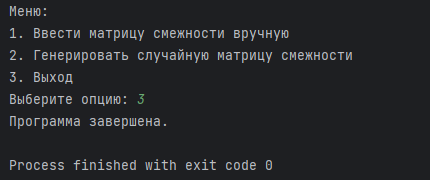 Меню:
1. Ввести матрицу смежности вручную
2. Генерировать случайную матрицу смежности
3. Выход
Выберите опцию: 3
Программа завершена.
Process finished with exit code 0